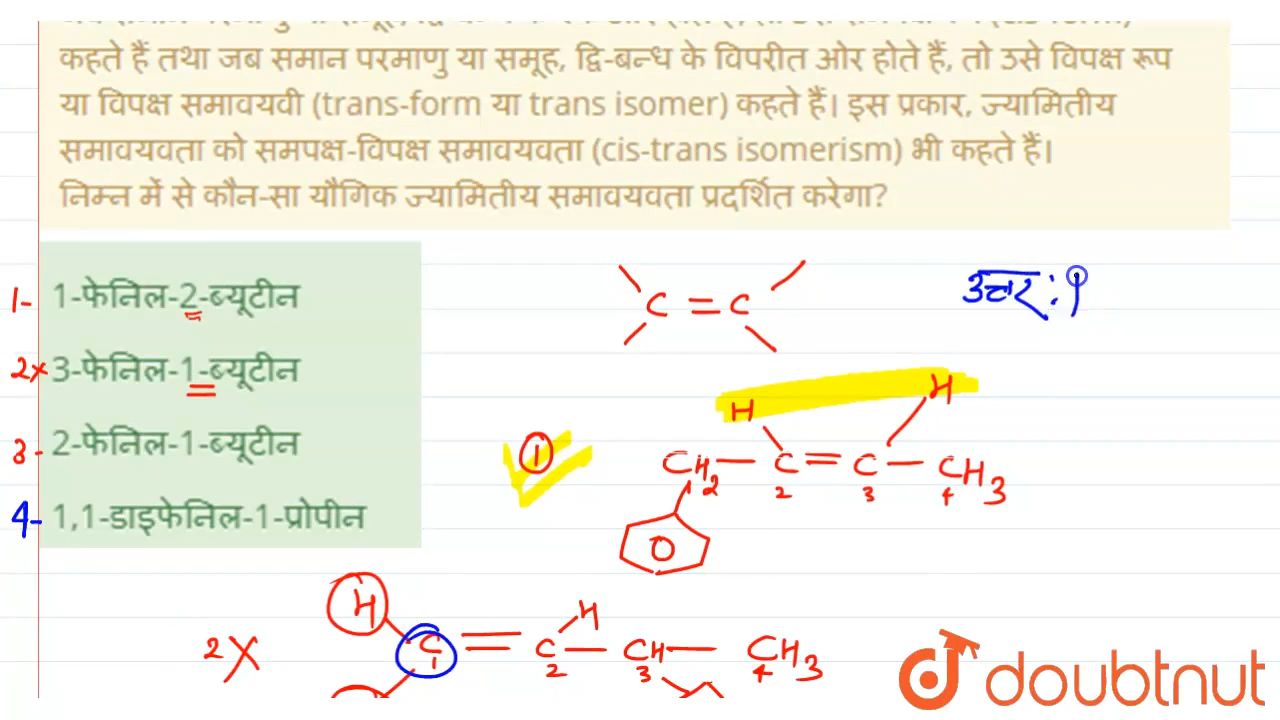 कहते हैं तथा जब समान परमाणु या समूह, द्वि-बन्ध के विपरीत ओर होते हैं, तो उसे विपक्ष रूप
या विपक्ष समावयवी (trans-form या trans isomer) कहते हैं। इस प्रकार, ज्यामितीय
समावयवता को समपक्ष-विपक्ष समावयवता (cis-trans isomerism) भी कहते हैं।
निम्न में से कौन-सा यौगिक ज्यामितीय समावयवता प्रदर्शित करेगा?
1- 1-फेनिल-2-ब्यूटीन
2x 3-फेनिल-1-ब्यूटीन
3- 2-फेनिल-1-ब्यूटीन
4- 1,1-डाइफेनिल-1-प्रोपीन
C = C
उत्तर:
H H
1 CH2 — C = C — CH3
2 3 4
H H
2 X C = C — CH — CH3
1 2 3 4
doubtnut